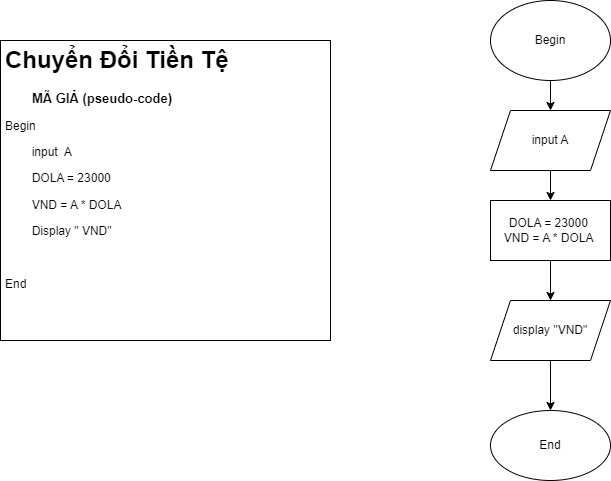 Chuyển Đổi Tiền Tệ
MÃ GIẢ (pseudo-code)
Begin
input A
DOLA = 23000
VND = A * DOLA
Display " VND"
End
Begin
input A
DOLA = 23000
VND = A * DOLA
display "VND"
End